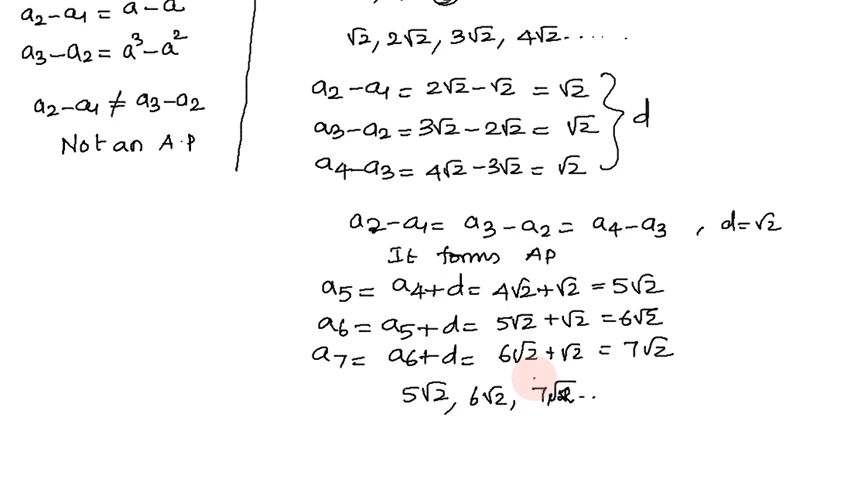 a2-a1 = a-a
a3-a2 = a³-a²
a2-a1 ≠ a3-a2
Not an A.P
√2, 2√2, 3√2, 4√2.....
a2-a1 = 2√2-√2 = √2
a3-a2 = 3√2-2√2 = √2 } d
a4-a3 = 4√2-3√2 = √2
a2-a1 = a3-a2 = a4-a3 , d=√2
It forms AP
a5 = a4+d = 4√2+√2 = 5√2
a6 = a5+d = 5√2+√2 = 6√2
a7 = a6+d = 6√2+√2 = 7√2
5√2, 6√2, 7√2..